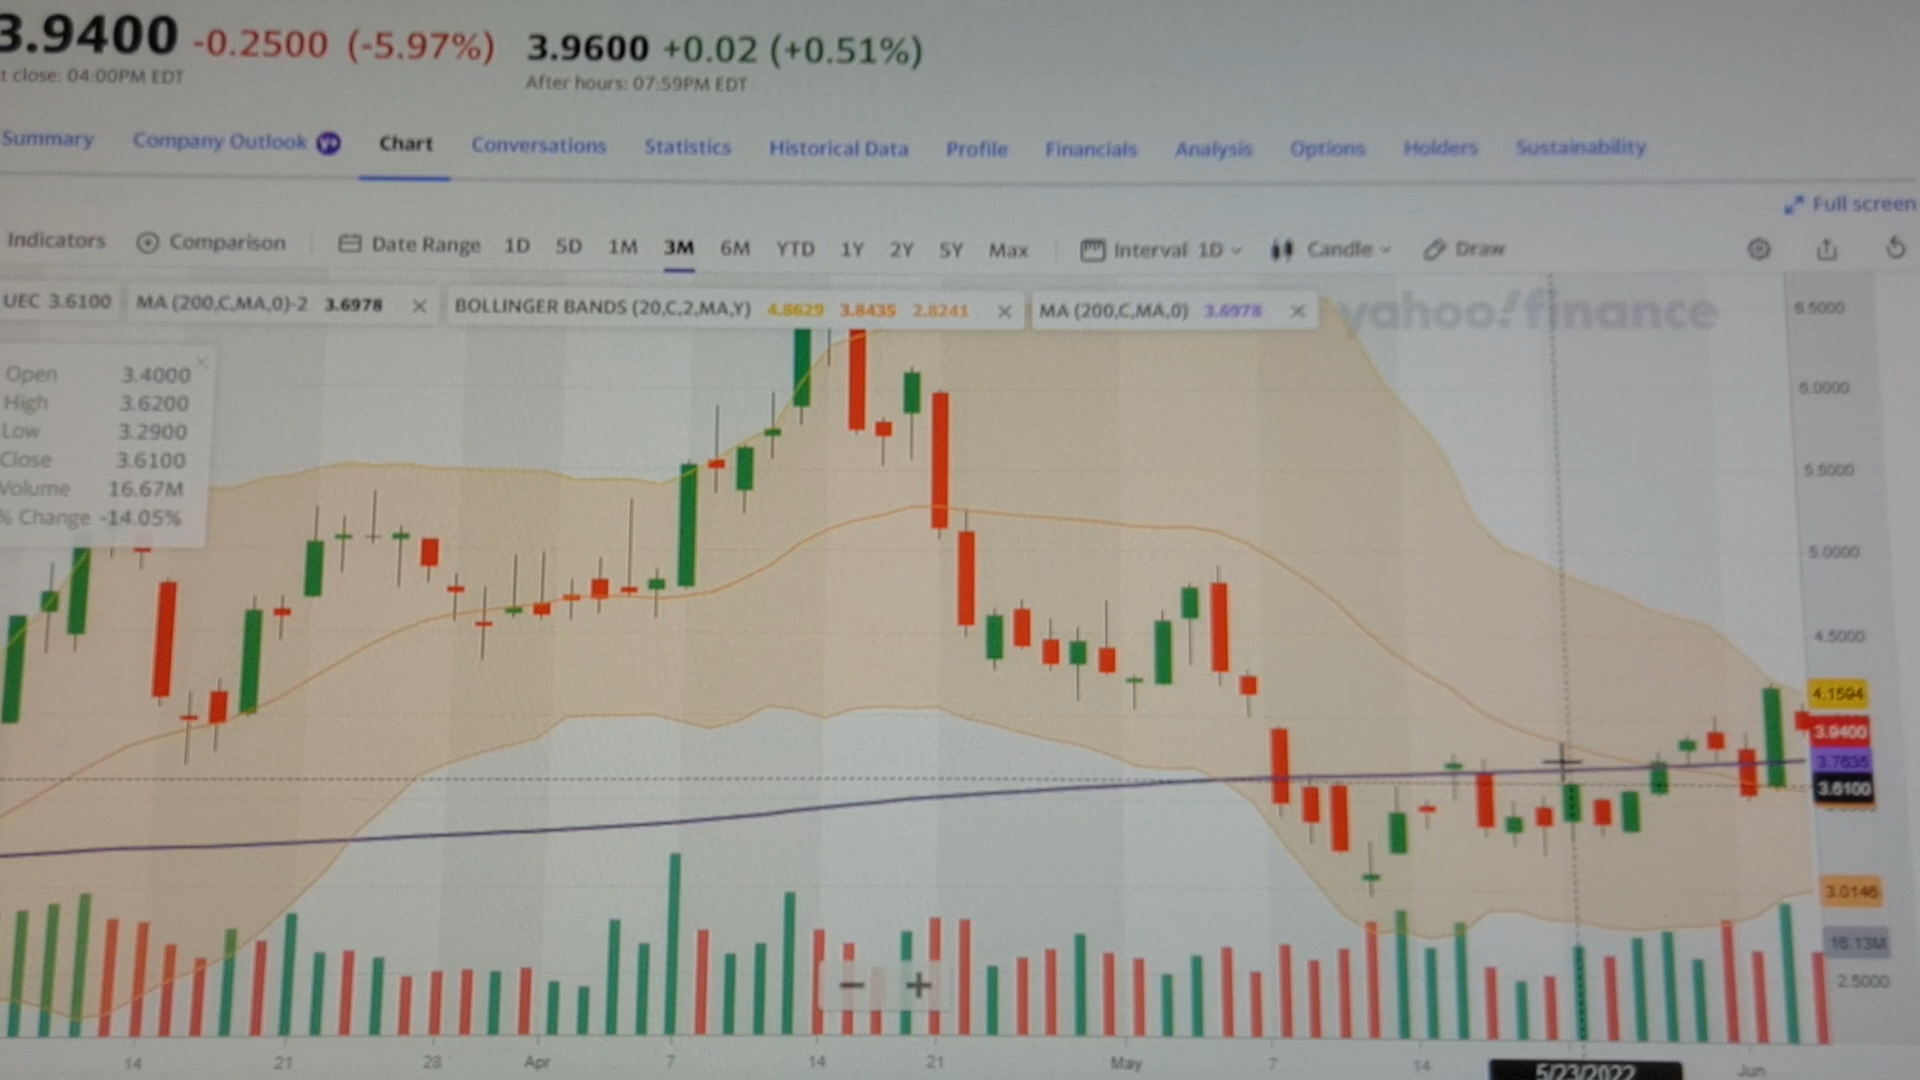 3.9400 -0.2500 (-5.97%) 3.9600 +0.02 (+0.51%)
t close: 04:00PM EDT After hours: 07:59PM EDT
Summary Company Outlook Y+ Chart Conversations Statistics Historical Data Profile Financials Analysis Options Holders Sustainability
Full screen
Indicators Comparison Date Range 1D 5D 1M 3M 6M YTD 1Y 2Y 5Y Max Interval 1D Candle Draw
UEC 3.6100 MA (200,C,MA,0)-2 3.6978 BOLLINGER BANDS (20,C,2,MA,Y) 4.8629 3.8435 2.8241 MA (200,C,MA,0) 3.6978 yahoo!finance
6.5000
Open 3.4000
High 3.6200
Low 3.2900
Close 3.6100
Volume 16.67M
% Change -14.05%
6.0000
5.5000
5.0000
4.5000
4.1594
3.9400
3.7635
3.6100
3.0146
16.13M
2.5000
14 21 28 Apr 7 14 21 May 7 14 5/23/2022 Jun